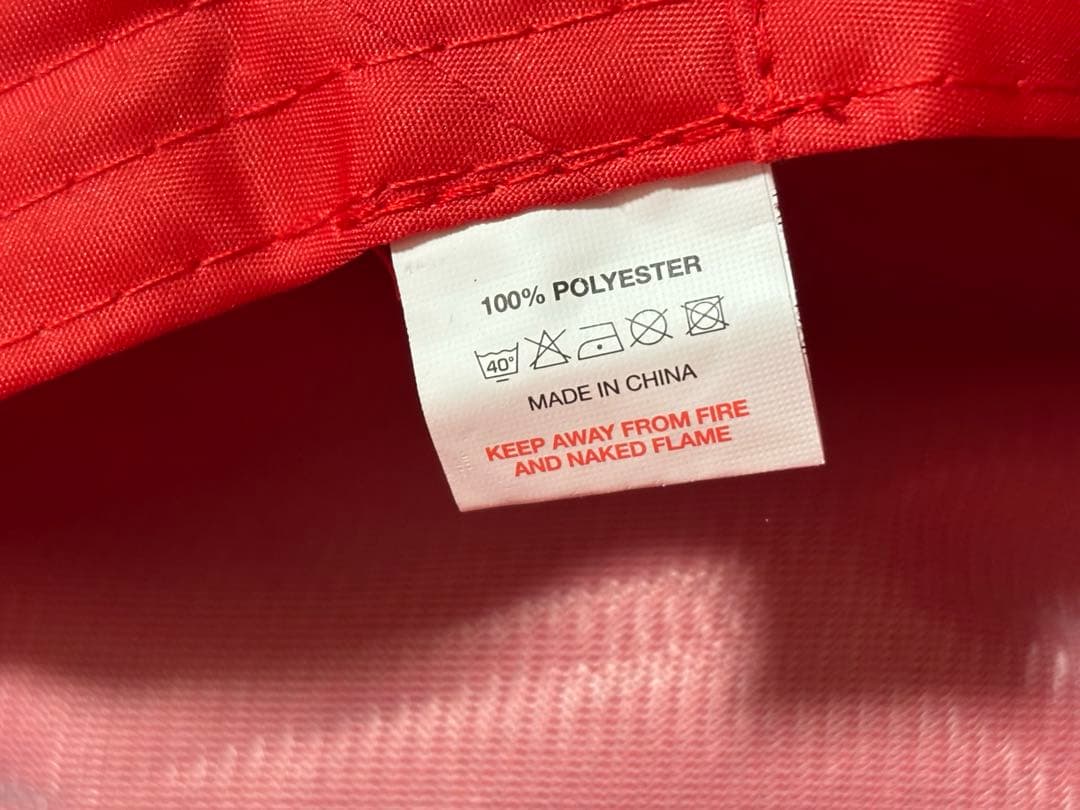 100% POLYESTER
40°
MADE IN CHINA
KEEP AWAY FROM FIRE
AND NAKED FLAME